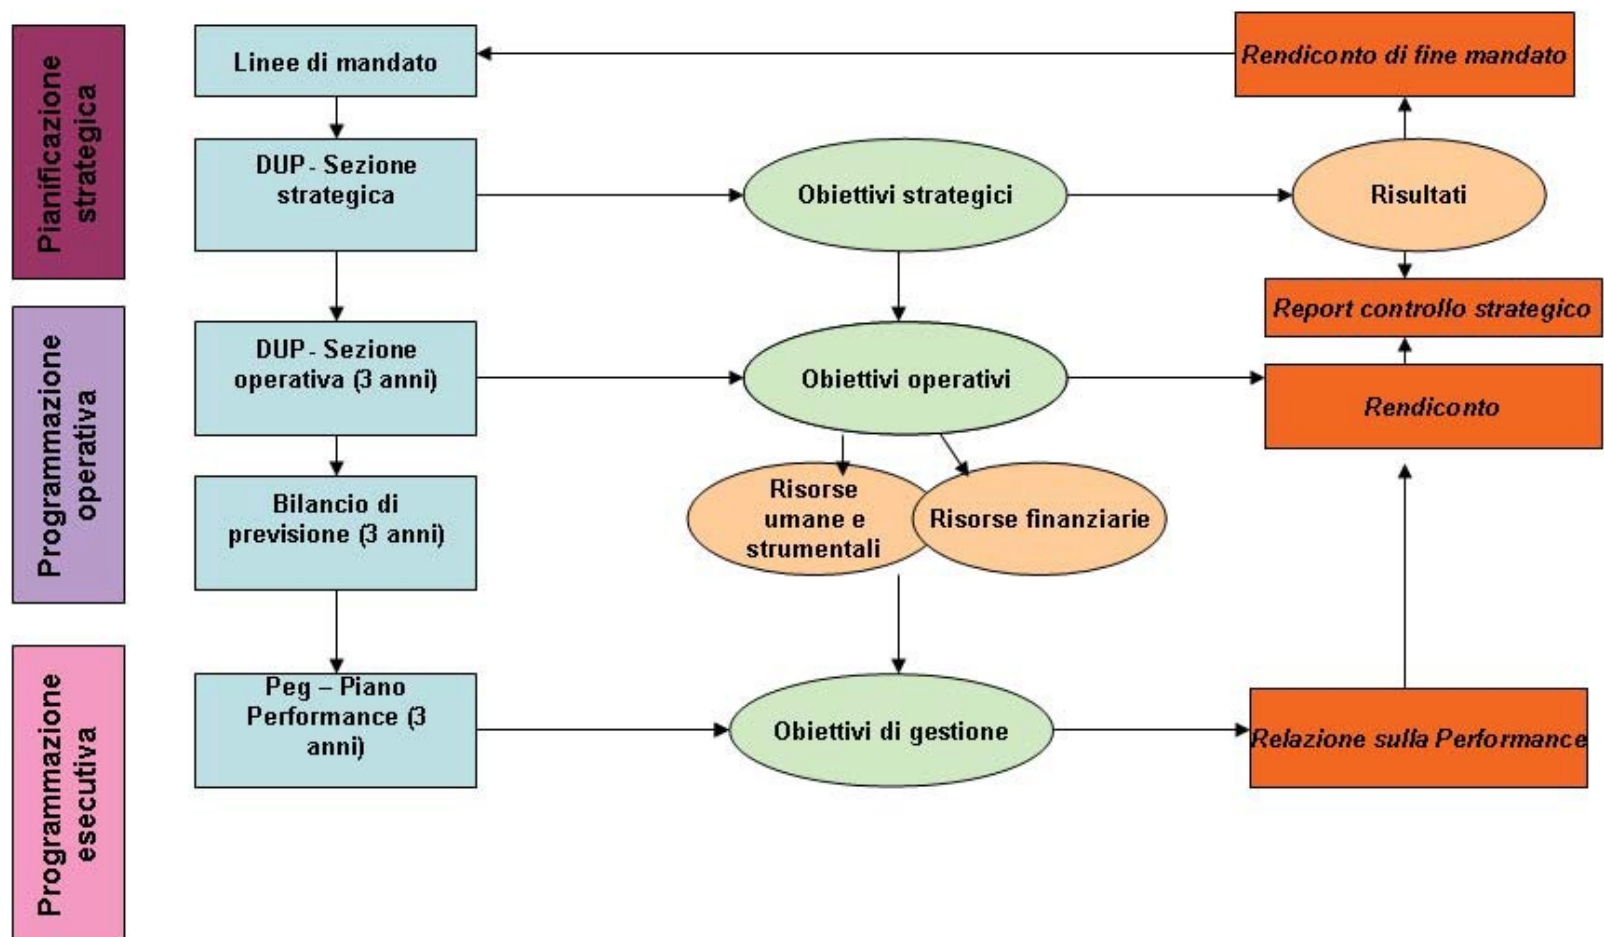 Pianificazione
strategica
Linee di mandato
Rendiconto di fine mandato
DUP - Sezione
strategica
Obiettivi strategici
Risultati
Report controllo strategico
Programmazione
operativa
DUP - Sezione
operativa (3 anni)
Obiettivi operativi
Rendiconto
Bilancio di
previsione (3 anni)
Risorse
umane e
strumentali
Risorse finanziarie
Programmazione
esecutiva
Peg – Piano
Performance (3
anni)
Obiettivi di gestione
Relazione sulla Performance